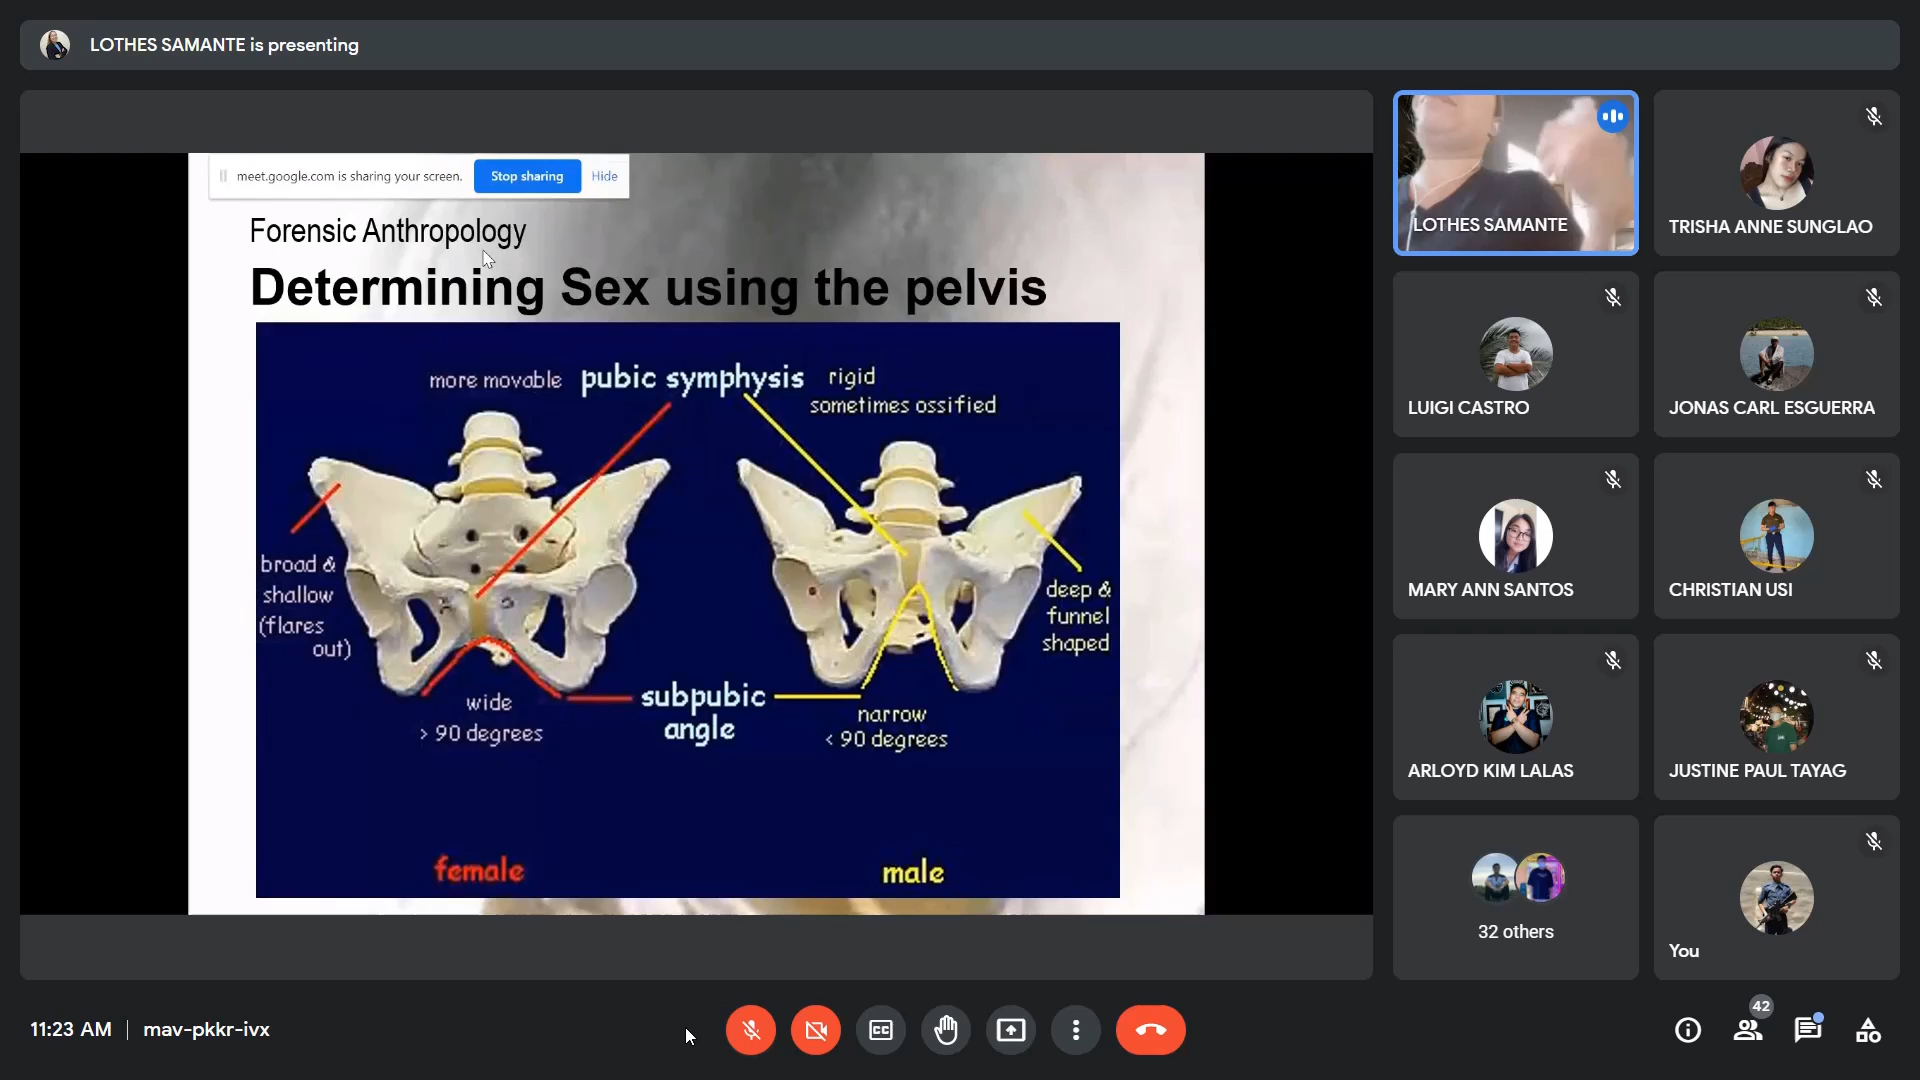 LOTHES SAMANTE is presenting
meet.google.com is sharing your screen.
Stop sharing
Hide
Forensic Anthropology
Determining Sex using the pelvis
more movable
pubic symphysis
rigid
sometimes ossified
broad &
shallow
(flares
out)
deep &
funnel
shaped
wide
> 90 degrees
subpubic
angle
narrow
< 90 degrees
female
male
LOTHES SAMANTE
TRISHA ANNE SUNGLAO
LUIGI CASTRO
JONAS CARL ESGUERRA
MARY ANN SANTOS
CHRISTIAN USI
ARLOYD KIM LALAS
JUSTINE PAUL TAYAG
32 others
You
11:23 AM | mav-pkkr-ivx
CC
42